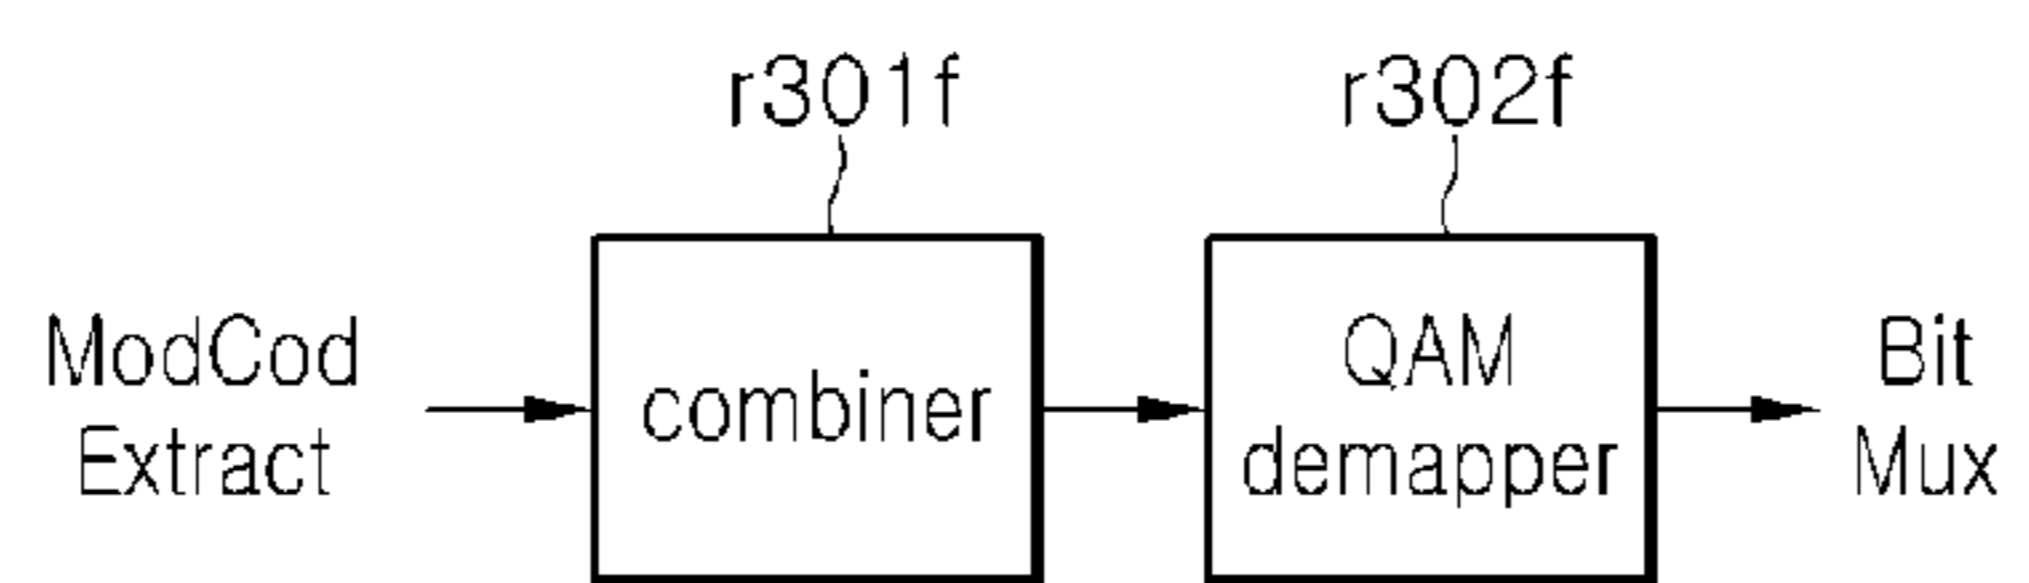 r301f
r302f
ModCod
Extract
combiner
QAM
demapper
Bit
Mux